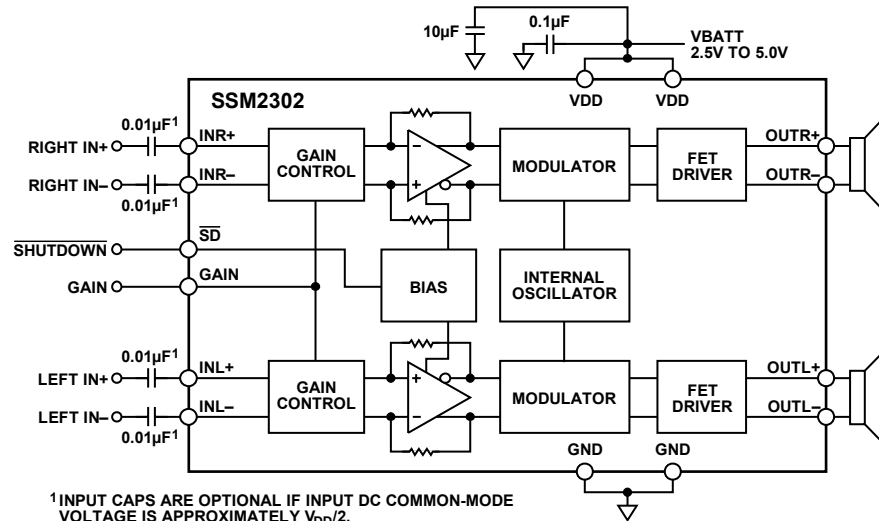 10µF
0.1µF
VBATT
2.5V TO 5.0V
SSM2302
VDD
VDD
0.01µF¹
RIGHT IN+
INR+
GAIN
CONTROL
−
+
MODULATOR
FET
DRIVER
OUTR+
RIGHT IN–
INR–
OUTR–
0.01µF¹
SHUTDOWN
SD
GAIN
GAIN
BIAS
INTERNAL
OSCILLATOR
0.01µF¹
LEFT IN+
INL+
GAIN
CONTROL
+
−
MODULATOR
FET
DRIVER
OUTL+
LEFT IN–
INL–
OUTL–
0.01µF¹
GND
GND
¹ INPUT CAPS ARE OPTIONAL IF INPUT DC COMMON-MODE
VOLTAGE IS APPROXIMATELY VDD/2.